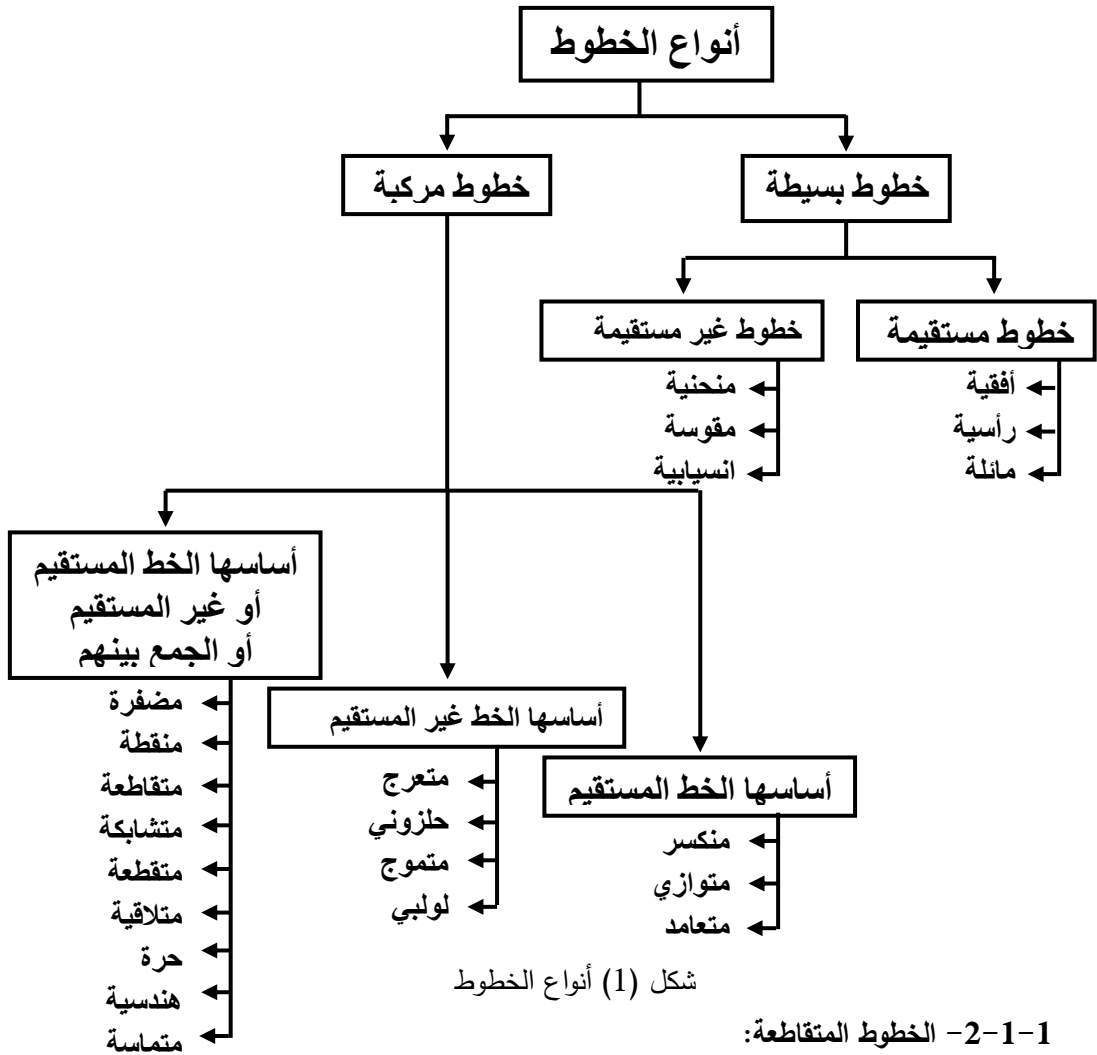 أنواع الخطوط
خطوط بسيطة
خطوط مركبة
خطوط مستقيمة
أفقية
رأسية
مائلة
خطوط غير مستقيمة
منحنية
مقوسة
انسيابية
أساسها الخط المستقيم
منكسر
متوازي
متعامد
أساسها الخط غير المستقيم
متعرج
حلزوني
متموج
لولبي
أساسها الخط المستقيم
أو غير المستقيم
أو الجمع بينهم
مضفرة
منقطة
متقاطعة
متشابكة
متقطعة
متلاقية
حرة
هندسية
متماسة
شكل (1) أنواع الخطوط
1-1-2- الخطوط المتقاطعة: